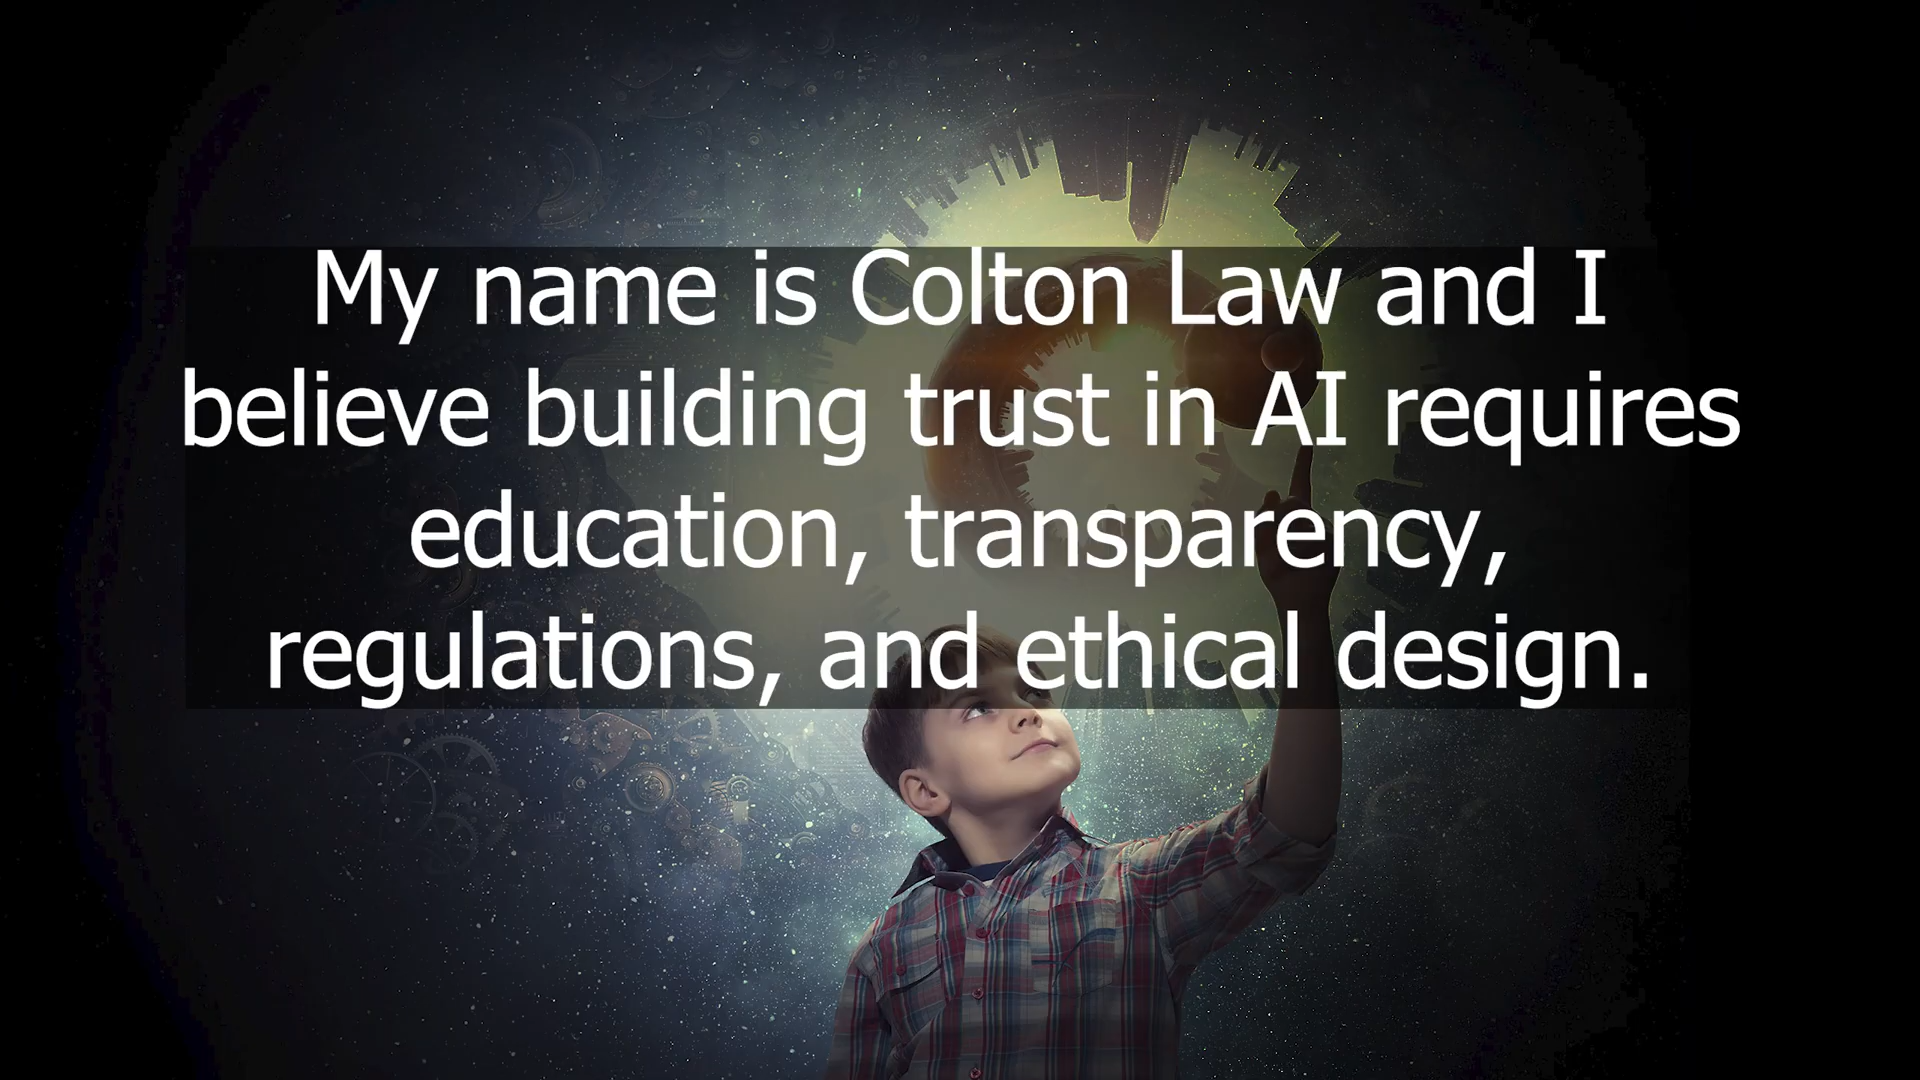 My name is Colton Law and I
believe building trust in AI requires
education, transparency,
regulations, and ethical design.